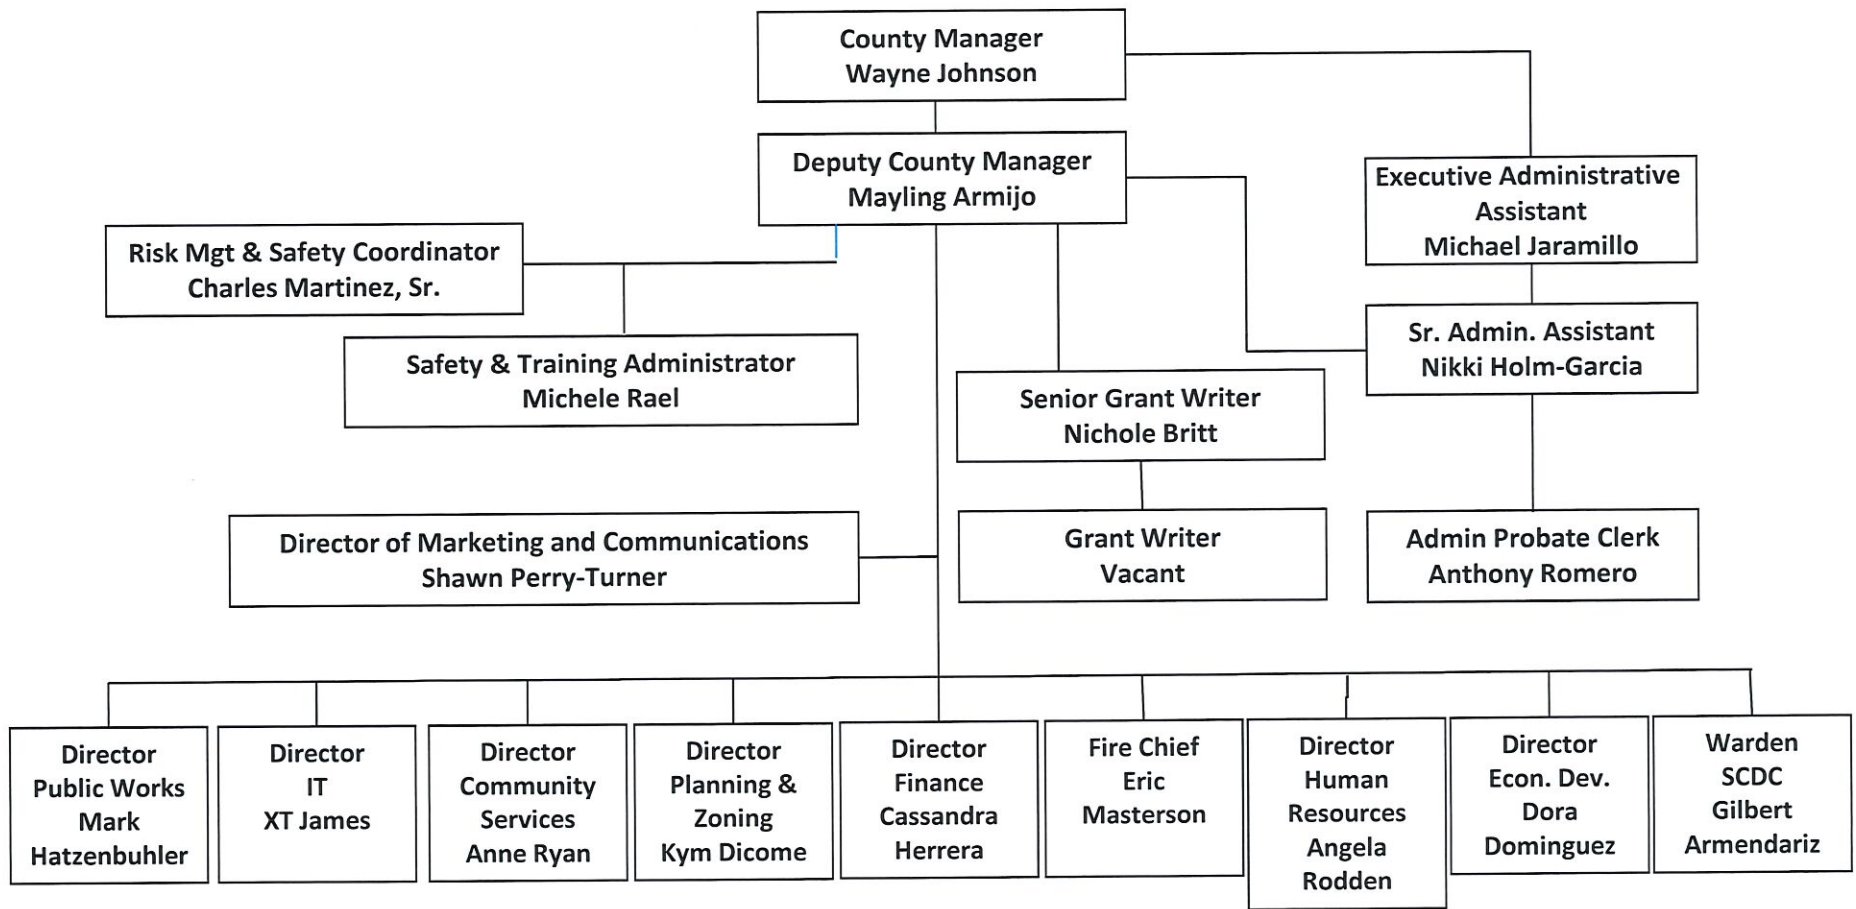 County Manager
Wayne Johnson
Deputy County Manager
Mayling Armijo
Executive Administrative
Assistant
Michael Jaramillo
Risk Mgt & Safety Coordinator
Charles Martinez, Sr.
Sr. Admin. Assistant
Nikki Holm-Garcia
Safety & Training Administrator
Michele Rael
Senior Grant Writer
Nichole Britt
Director of Marketing and Communications
Shawn Perry-Turner
Grant Writer
Vacant
Admin Probate Clerk
Anthony Romero
Director
Public Works
Mark
Hatzenbuhler
Director
IT
XT James
Director
Community
Services
Anne Ryan
Director
Planning &
Zoning
Kym Dicome
Director
Finance
Cassandra
Herrera
Fire Chief
Eric
Masterson
Director
Human
Resources
Angela
Rodden
Director
Econ. Dev.
Dora
Dominguez
Warden
SCDC
Gilbert
Armendariz